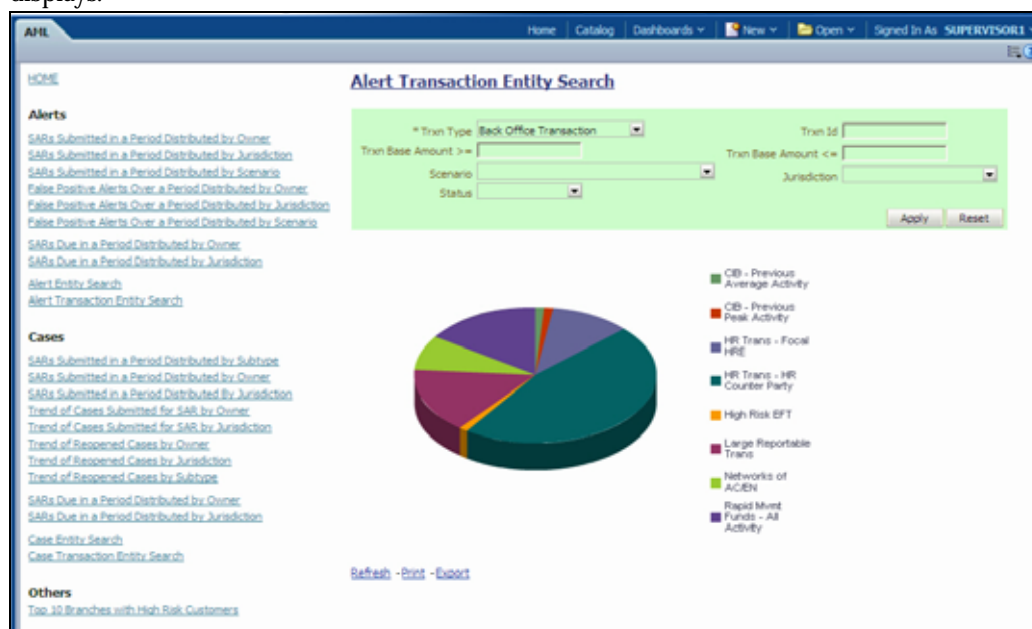 displays.
AML
Home Catalog Dashboards New Open Signed In As SUPERVISOR1
HOME
Alerts
SARs Submitted in a Period Distributed by Owner
SARs Submitted in a Period Distributed by Jurisdiction
SARs Submitted in a Period Distributed by Scenario
False Positive Alerts Over a Period Distributed by Owner
False Positive Alerts Over a Period Distributed by Jurisdiction
False Positive Alerts Over a Period Distributed by Scenario
SARs Due in a Period Distributed by Owner
SARs Due in a Period Distributed by Jurisdiction
Alert Entity Search
Alert Transaction Entity Search
Cases
SARs Submitted in a Period Distributed by Subtype
SARs Submitted in a Period Distributed by Owner
SARs Submitted in a Period Distributed By Jurisdiction
Trend of Cases Submitted for SAR by Owner
Trend of Cases Submitted for SAR by Jurisdiction
Trend of Reopened Cases by Owner
Trend of Reopened Cases by Jurisdiction
Trend of Reopened Cases by Subtype
SARs Due in a Period Distributed by Owner
SARs Due in a Period Distributed by Jurisdiction
Case Entity Search
Case Transaction Entity Search
Others
Top 10 Branches with High Risk Customers
Alert Transaction Entity Search
* Trxn Type Back Office Transaction
Trxn Id
Trxn Base Amount >=
Trxn Base Amount <=
Scenario
Jurisdiction
Status
Apply Reset
CIB - Previous
Average Activity
CIB - Previous
Peak Activity
HR Trans - Focal
HRE
HR Trans - HR
Counter Party
High Risk EFT
Large Reportable
Trans
Networks of
AC/EN
Rapid Mvmt
Funds - All
Activity
Refresh - Print - Export